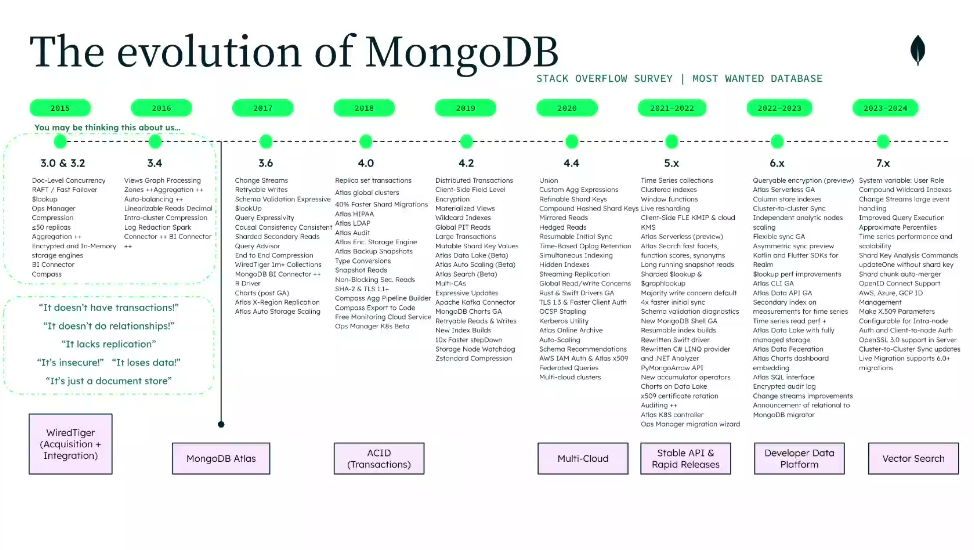 The evolution of MongoDB
STACK OVERFLOW SURVEY | MOST WANTED DATABASE
2015
2016
2017
2018
2019
2020
2021-2022
2022-2023
2023-2024
You may be thinking this about us...
3.0 & 3.2
Doc-Level Concurrency
RAFT / Fast Failover
$lookup
Ops Manager
Compression
≤50 replicas
Aggregation ++
Encrypted and In-Memory
storage engines
BI Connector
Compass
3.4
Views Graph Processing
Zones ++Aggregation ++
Auto-balancing ++
Linearizable Reads Decimal
Intra-cluster Compression
Log Redaction Spark
Connector ++ BI Connector
++
3.6
Change Streams
Retryable Writes
Schema Validation Expressive
$lookUp
Query Expressivity
Causal Consistency Consistent
Sharded Secondary Reads
Query Advisor
End to End Compression
WiredTiger 1m+ Collections
MongoDB BI Connector ++
R Driver
Charts (post GA)
Atlas X-Region Replication
Atlas Auto Storage Scaling
4.0
Replica set transactions
Atlas global clusters
40% Faster Shard Migrations
Atlas HIPAA
Atlas LDAP
Atlas Audit
Atlas Enc. Storage Engine
Atlas Backup Snapshots
Type Conversions
Snapshot Reads
Non-Blocking Sec. Reads
SHA-2 & TLS 1.1+
Compass Agg Pipeline Builder
Compass Export to Code
Free Monitoring Cloud Service
Ops Manager K8s Beta
4.2
Distributed Transactions
Client-Side Field Level
Encryption
Materialized Views
Wildcard Indexes
Global PIT Reads
Large Transactions
Mutable Shard Key Values
Atlas Data Lake (Beta)
Atlas Auto Scaling (Beta)
Atlas Search (Beta)
Multi-CAs
Expressive Updates
Apache Kafka Connector
MongoDB Charts GA
Retryable Reads & Writes
New Index Builds
10x Faster stepDown
Storage Node Watchdog
Zstandard Compression
4.4
Union
Custom Agg Expressions
Refinable Shard Keys
Compound Hashed Shard Keys
Mirrored Reads
Hedged Reads
Resumable Initial Sync
Time-Based Oplog Retention
Simultaneous Indexing
Hidden Indexes
Streaming Replication
Global Read/Write Concerns
Rust & Swift Drivers GA
TLS 1.3 & Faster Client Auth
OCSP Stapling
Kerberos Utility
Atlas Online Archive
Auto-Scaling
Schema Recommendations
AWS IAM Auth & Atlas x509
Federated Queries
Multi-cloud clusters
5.x
Time Series collections
Clustered indexes
Window functions
Live resharding
Client-Side FLE KMIP & cloud
KMS
Atlas Serverless (preview)
Atlas Search fast facets,
function scores, synonyms
Long running snapshot reads
Sharded $lookup &
$graphlookup
Majority write concern default
4x faster initial sync
Schema validation diagnostics
New MongoDB Shell GA
Resumable index builds
Rewritten Swift driver
Rewritten C# LINQ provider
and .NET Analyzer
PyMongoArrow API
New accumulator operators
Charts on Data Lake
x509 certificate rotation
Auditing ++
Atlas K8S controller
Ops Manager migration wizard
6.x
Queryable encryption (preview)
Atlas Serverless GA
Column store indexes
Cluster-to-cluster Sync
Independent analytic nodes
scaling
Flexible sync GA
Asymmetric sync preview
Kotlin and Flutter SDKs for
Realm
$lookup perf improvements
Atlas CLI GA
Atlas Data API GA
Secondary index on
measurements for time series
Time series read perf +
Atlas Data Lake with fully
managed storage
Atlas Data Federation
Atlas Charts dashboard
embedding
Atlas SQL interface
Encrypted audit log
Change streams improvements
Announcement of relational to
MongoDB migrator
7.x
System variable: User Role
Compound Wildcard Indexes
Change Streams large event
handling
Improved Query Execution
Approximate Percentiles
Time series performance and
scalability
Shard Key Analysis Commands
updateOne without shard key
Shard chunk auto-merger
OpenID Connect Support
AWS, Azure, GCP ID
Management
Make X.509 Parameters
Configurable for Intra-node
Auth and Client-to-node Auth
OpenSSL 3.0 support in Server
Cluster-to-Cluster Sync updates
Live Migration supports 6.0+
migrations
“It doesn’t have transactions!”
“It doesn’t do relationships!”
“It lacks replication”
“It’s insecure!” “It loses data!”
“It’s just a document store”
WiredTiger
(Acquisition +
Integration)
MongoDB Atlas
ACID
(Transactions)
Multi-Cloud
Stable API &
Rapid Releases
Developer Data
Platform
Vector Search